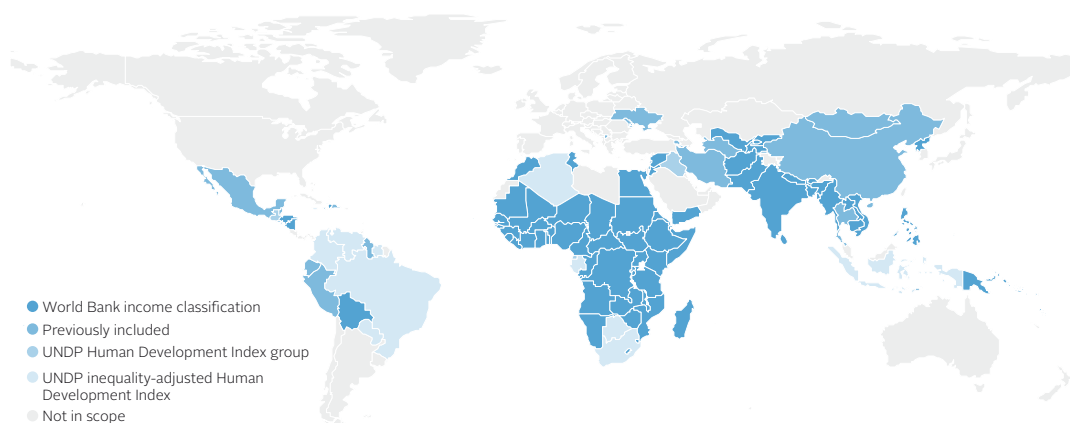 World Bank income classification
Previously included
UNDP Human Development Index group
UNDP inequality-adjusted Human
Development Index
Not in scope